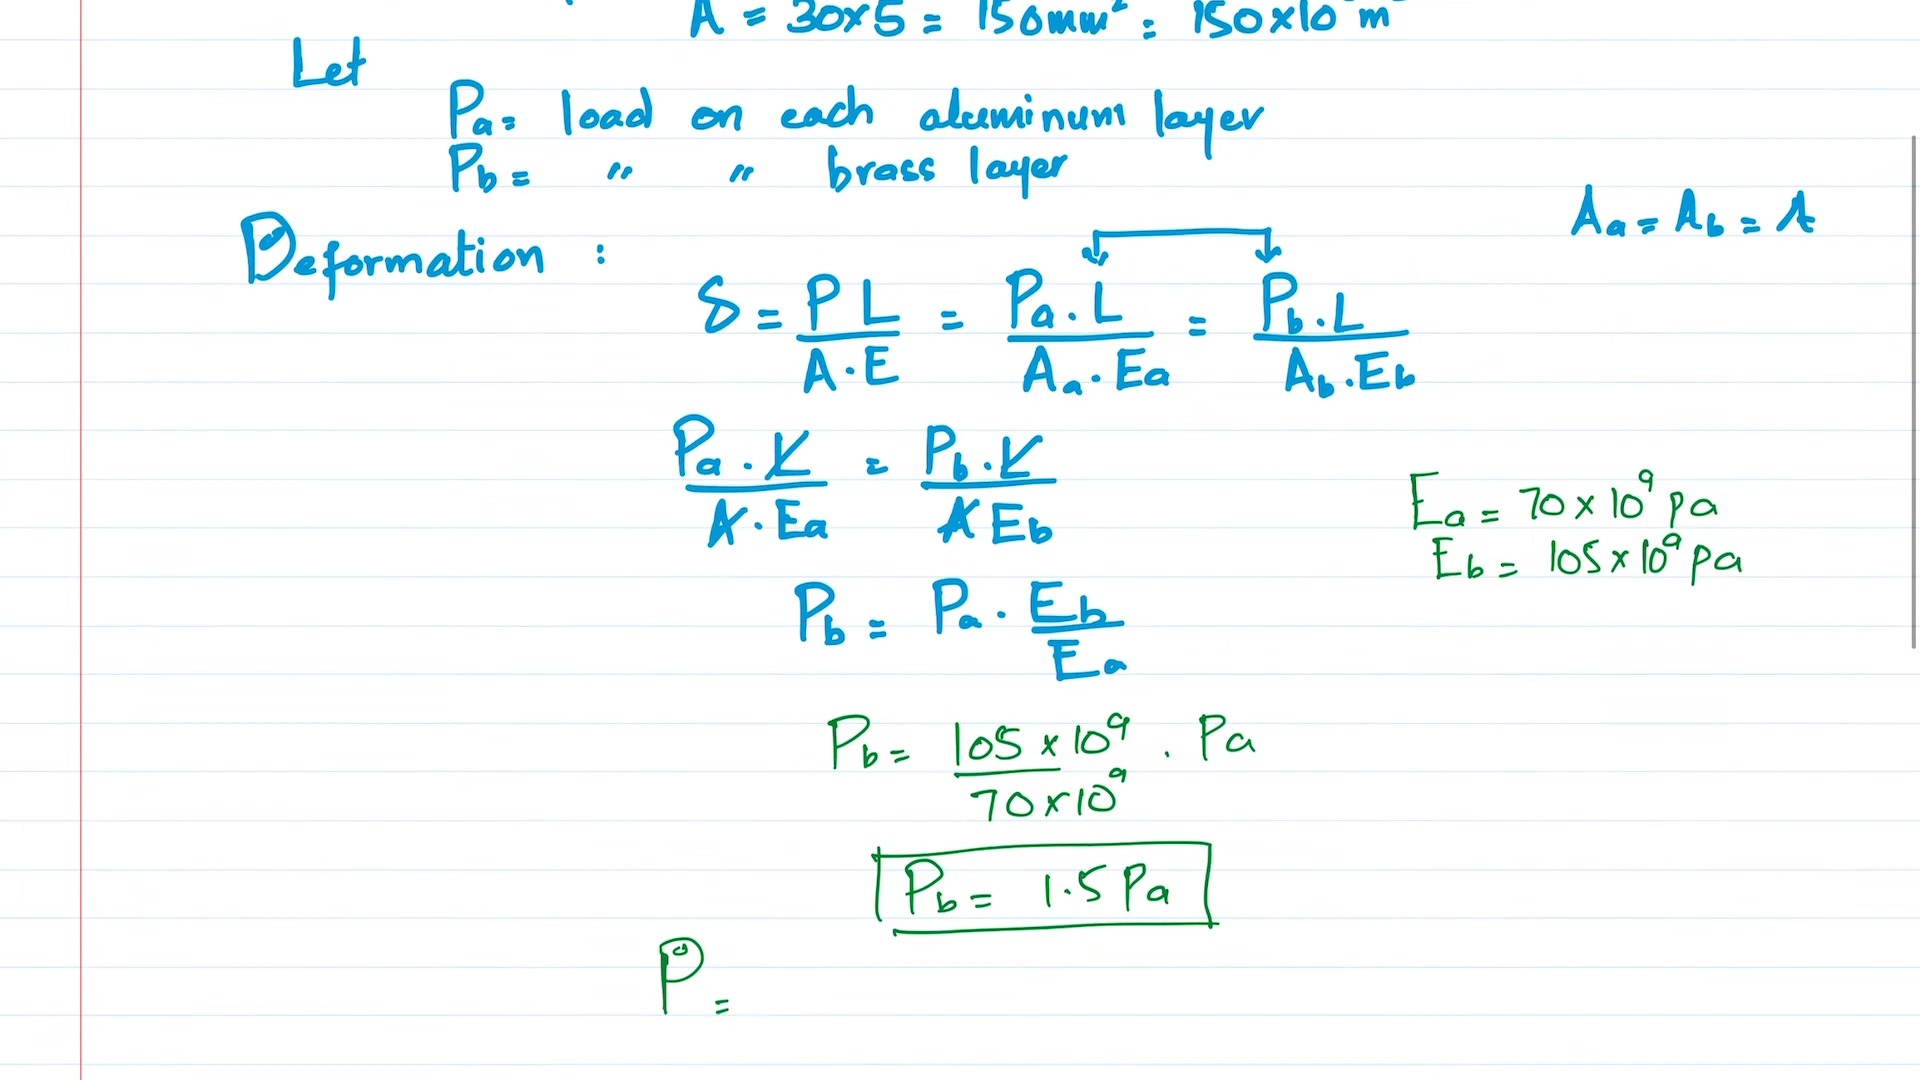 A = 30x5 = 150mm² = 150x10 m
Let
Pa = load on each aluminum layer
Pb = " " brass layer
Aa = Ab = A
Deformation :
δ = PL/A.E = Pa.L/Aa.Ea = Pb.L/Ab.Eb
Pa.L/A.Ea = Pb.L/A Eb
Ea = 70 x 10⁹ pa
Eb = 105 x 10⁹ pa
Pb = Pa . Eb/Ea
Pb = 105 x 10⁹/70 x 10⁹ . Pa
Pb = 1.5 Pa
P =